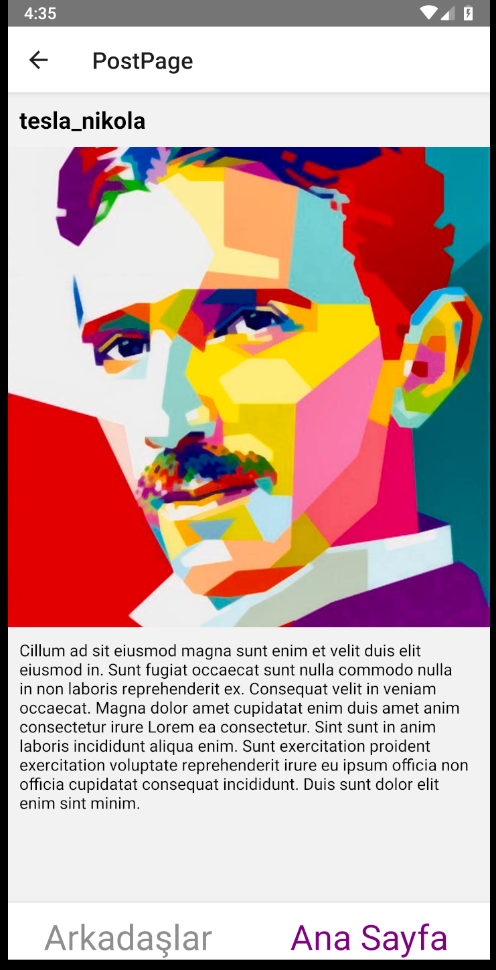 4:35
PostPage
tesla_nikola
Cillum ad sit eiusmod magna sunt enim et velit duis elit
eiusmod in. Sunt fugiat occaecat sunt nulla commodo nulla
in non laboris reprehenderit ex. Consequat velit in veniam
occaecat. Magna dolor amet cupidatat enim duis amet anim
consectetur irure Lorem ea consectetur. Sint sunt in anim
laboris incididunt aliqua enim. Sunt exercitation proident
exercitation voluptate reprehenderit irure eu ipsum officia non
officia cupidatat consequat incididunt. Duis sunt dolor elit
enim sint minim.
Arkadaşlar Ana Sayfa